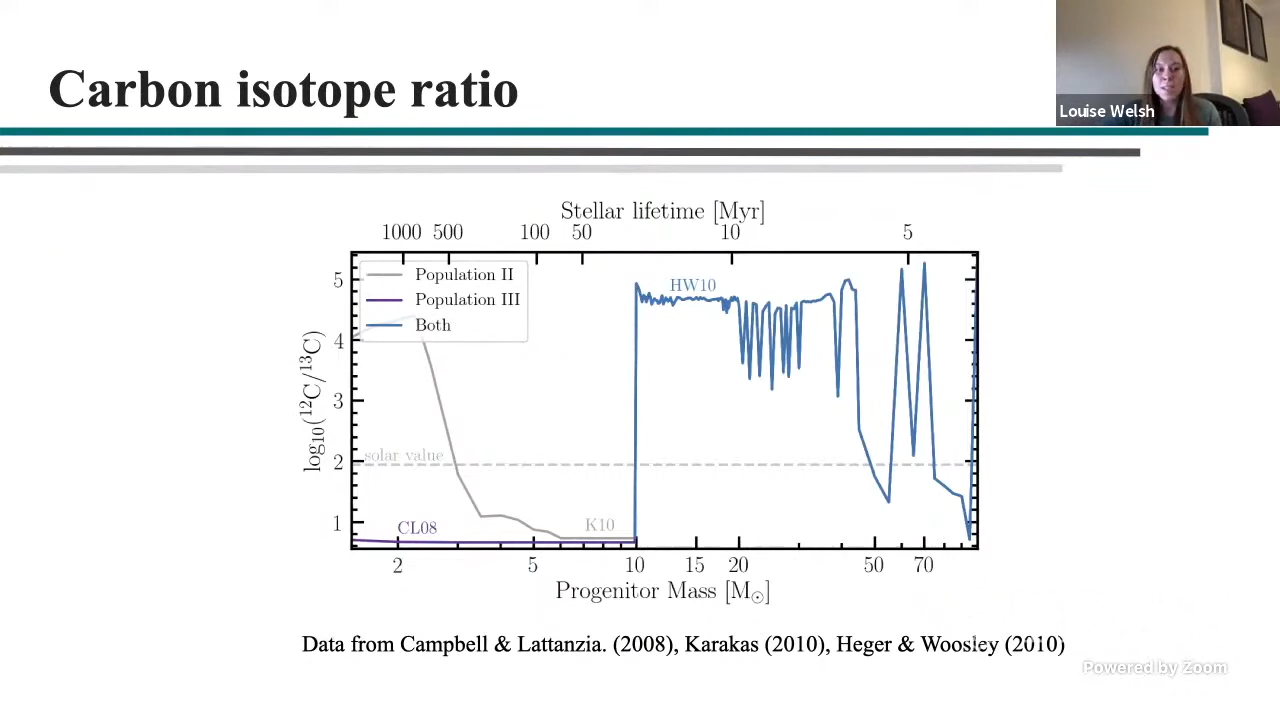 Carbon isotope ratio
Louise Welsh
Stellar lifetime [Myr]
1000 500 100 50 10 5
Population II
Population III
Both
HW10
solar value
CL08
K10
log₁₀(¹²C/¹³C)
5
4
3
2
1
2 5 10 15 20 50 70
Progenitor Mass [M☉]
Data from Campbell & Lattanzia. (2008), Karakas (2010), Heger & Woosley (2010)
Powered by Zoom